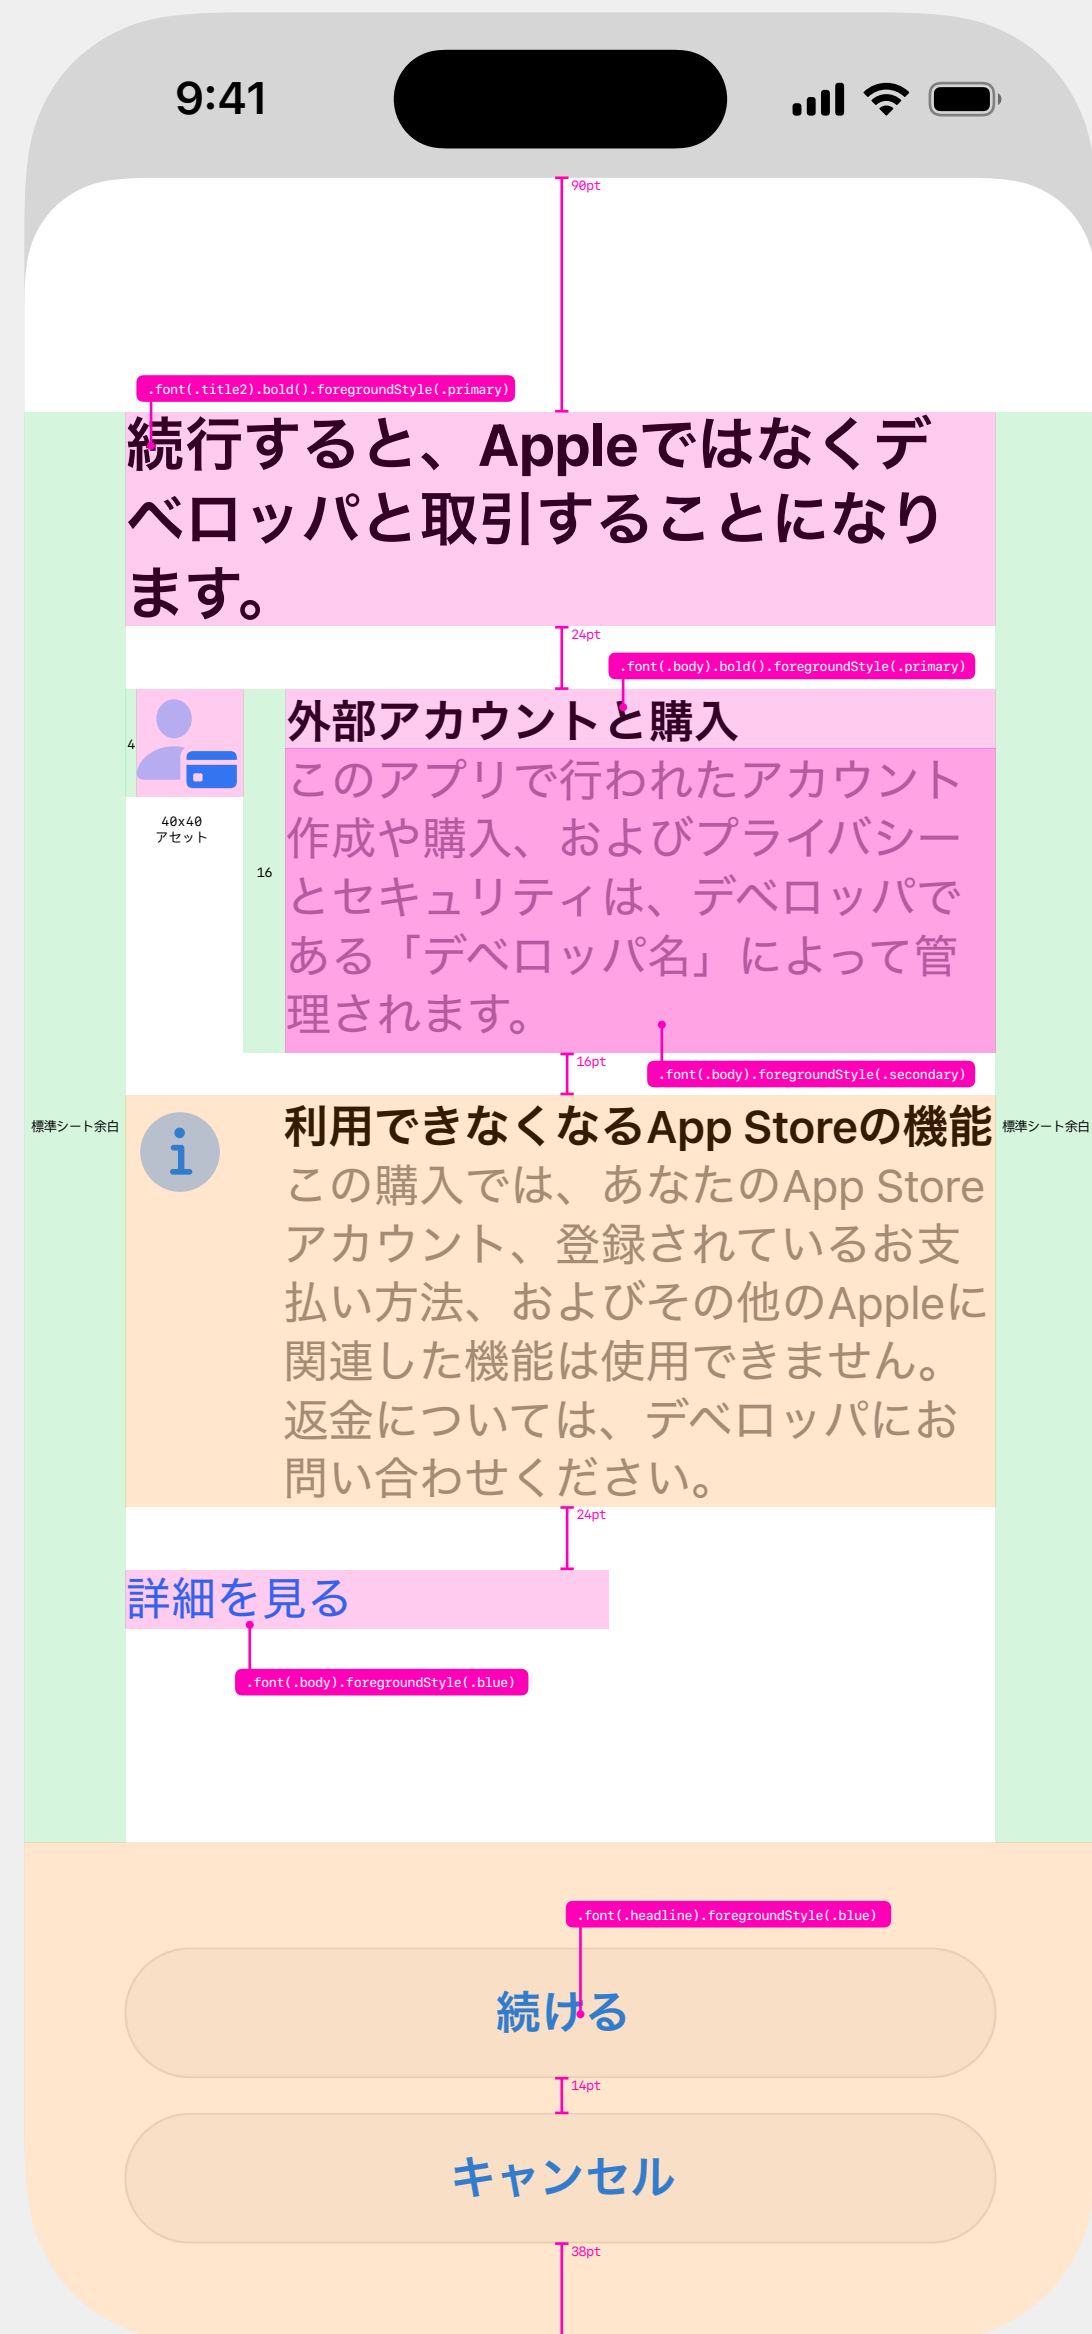 9:41
90pt
.font(.title2).bold().foregroundStyle(.primary)
続行すると、Appleではなくデ
ベロッパと取引することになり
ます。
24pt
.font(.body).bold().foregroundStyle(.primary)
外部アカウントと購入
4
このアプリで行われたアカウント
作成や購入、およびプライバシー
とセキュリティは、デベロッパで
ある「デベロッパ名」によって管
理されます。
40x40
アセット
16
16pt
.font(.body).foregroundStyle(.secondary)
標準シート余白
標準シート余白
利用できなくなるApp Storeの機能
この購入では、あなたのApp Store
アカウント、登録されているお支
払い方法、およびその他のAppleに
関連した機能は使用できません。
返金については、デベロッパにお
問い合わせください。
24pt
詳細を見る
.font(.body).foregroundStyle(.blue)
.font(.headline).foregroundStyle(.blue)
続ける
14pt
キャンセル
38pt